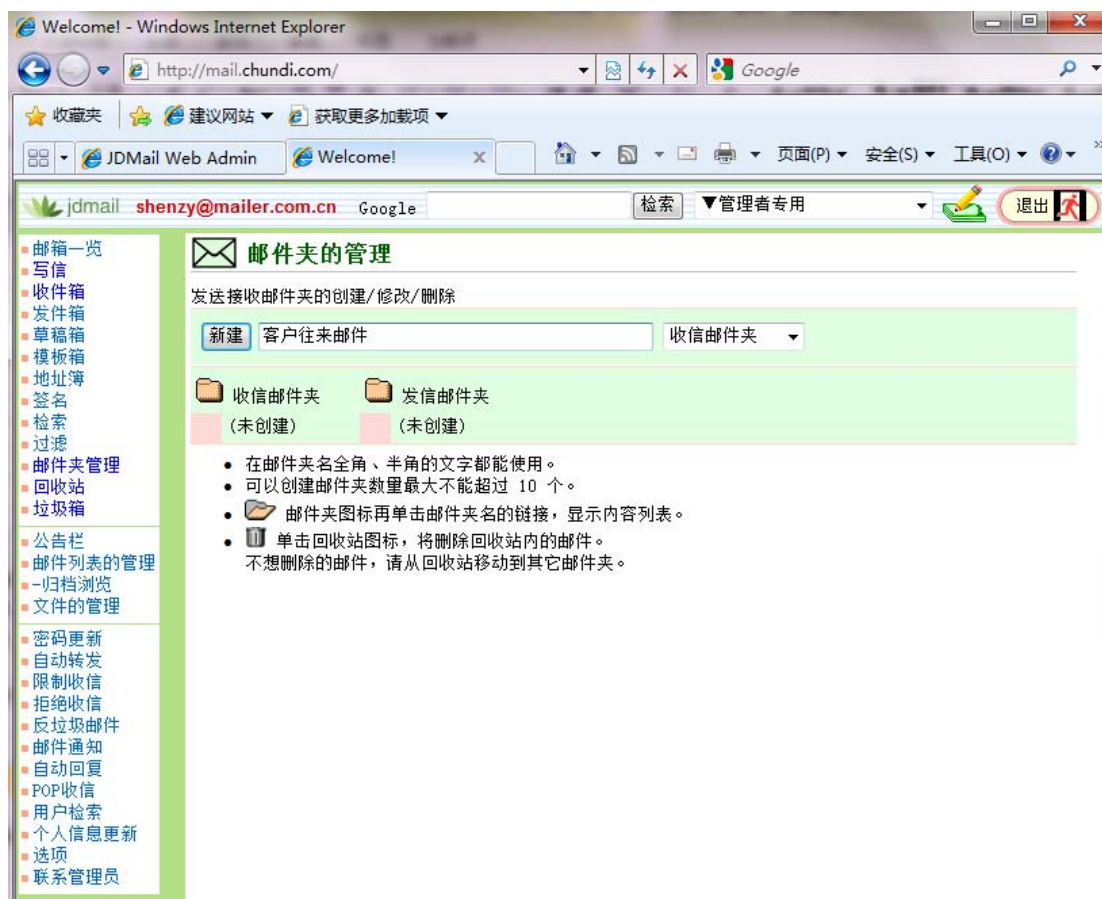 Welcome! - Windows Internet Explorer
http://mail.chundi.com/
Google
收藏夹 建议网站 获取更多加载项
JDMail Web Admin Welcome! x 页面(P) 安全(S) 工具(O)
jdmail shenzy@mailer.com.cn Google 检索 ▼管理者专用 退出
邮箱一览
写信
收件箱
发件箱
草稿箱
模板箱
地址簿
签名
检索
过滤
邮件夹管理
回收站
垃圾箱
公告栏
邮件列表的管理
-归档浏览
文件的管理
密码更新
自动转发
限制收信
拒绝收信
反垃圾邮件
邮件通知
自动回复
POP收信
用户检索
个人信息更新
选项
联系管理员
邮件夹的管理
发送接收邮件夹的创建/修改/删除
新建 客户往来邮件 收信邮件夹
收信邮件夹 发信邮件夹
(未创建) (未创建)
• 在邮件夹名全角、半角的文字都能使用。
• 可以创建邮件夹数量最大不能超过 10 个。
• 邮件夹图标再单击邮件夹名的链接，显示内容列表。
• 单击回收站图标，将删除回收站内的邮件。
不想删除的邮件，请从回收站移动到其它邮件夹。